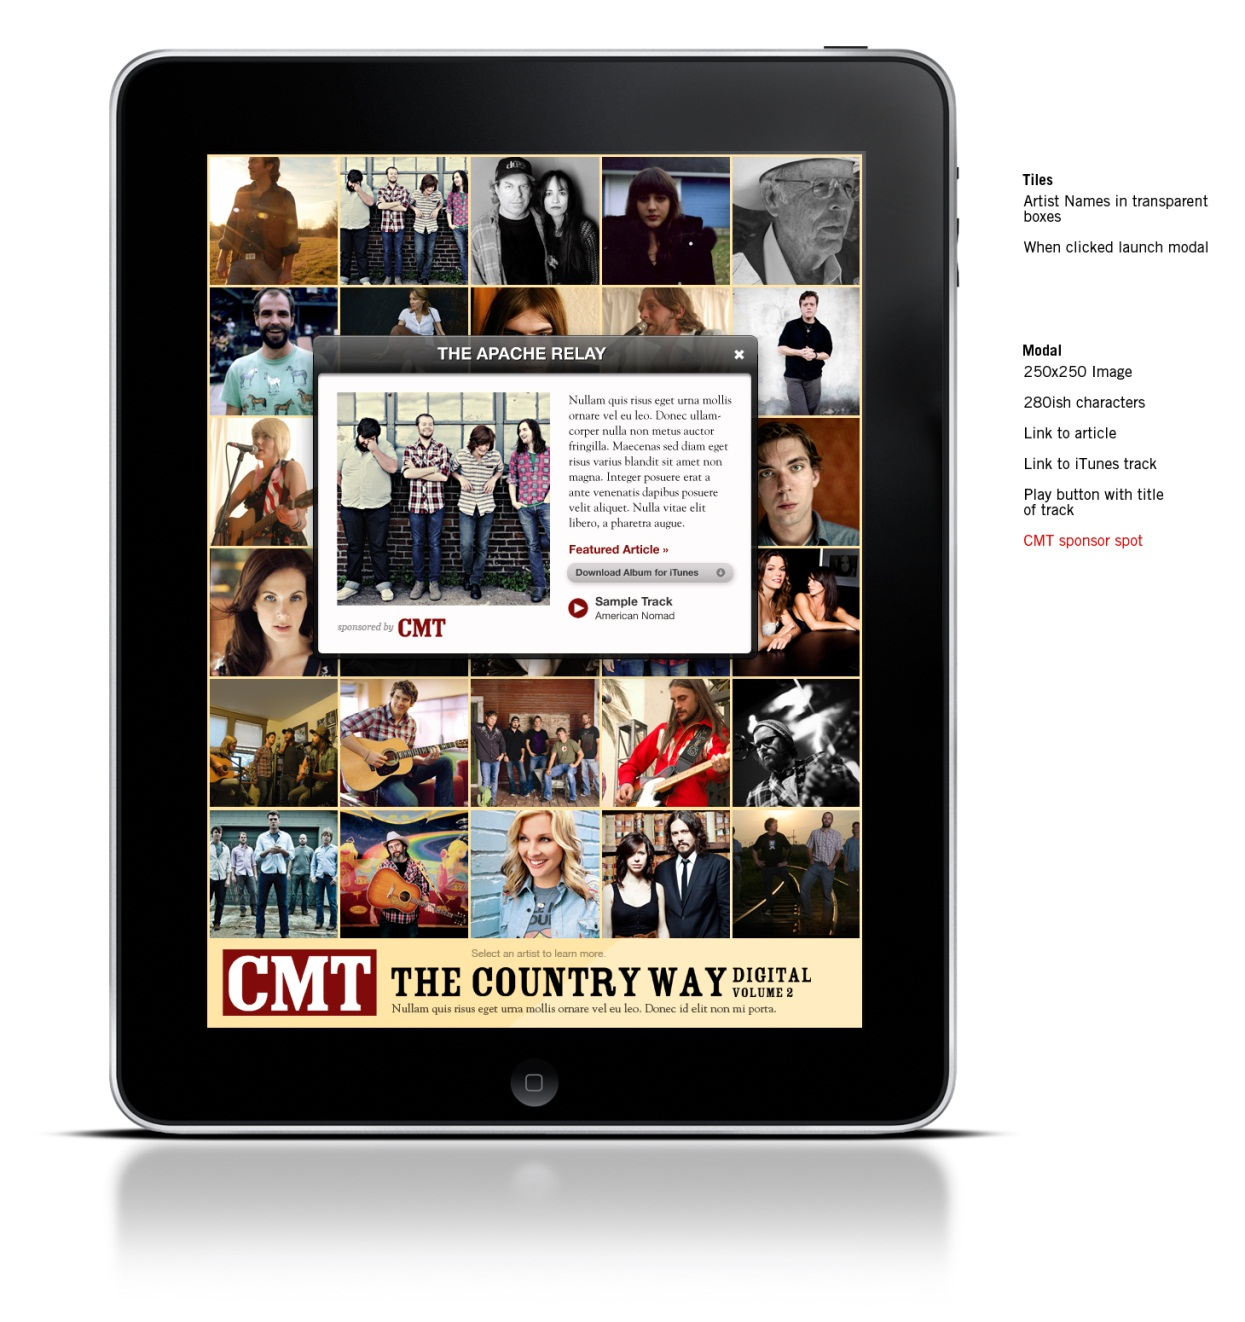 Tiles
Artist Names in transparent
boxes
When clicked launch modal
Modal
250x250 Image
280ish characters
Link to article
Link to iTunes track
Play button with title
of track
CMT sponsor spot
THE APACHE RELAY
Nullam quis risus eget urna mollis
ornare vel eu leo. Donec ullam-
corper nulla non metus auctor
fringilla. Maecenas sed diam eget
risus varius blandit sit amet non
magna. Integer posuere erat a
ante venenatis dapibus posuere
velit aliquet. Nulla vitae elit
libero, a pharetra augue.
Featured Article »
Download Album for iTunes
Sample Track
American Nomad
sponsored by CMT
Select an artist to learn more.
CMT
THE COUNTRY WAY DIGITAL
VOLUME 2
Nullam quis risus eget urna mollis ornare vel eu leo. Donec id elit non mi porta.